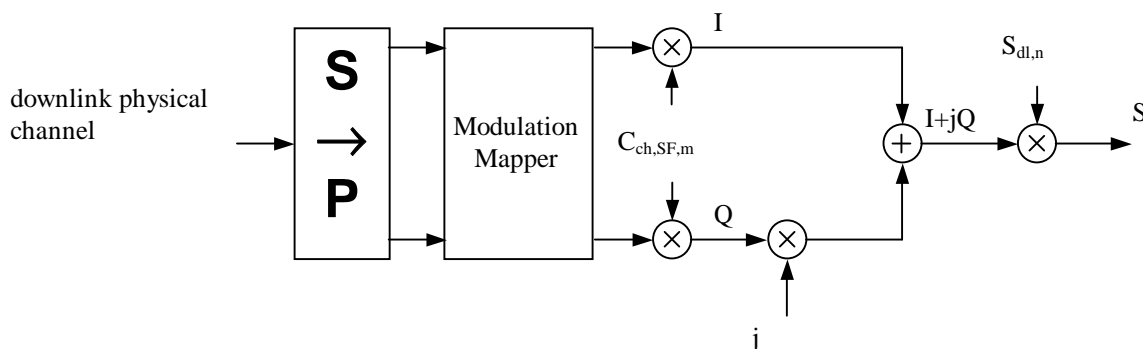 downlink physical
channel
S
→
P
Modulation
Mapper
I
C_ch,SF,m
Q
j
I+jQ
S_dl,n
S